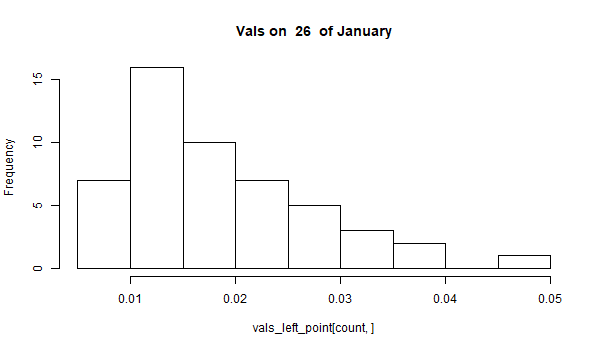 Vals on  26  of January
Frequency
15
10
5
0
0.01 0.02 0.03 0.04 0.05
vals_left_point[count, ]